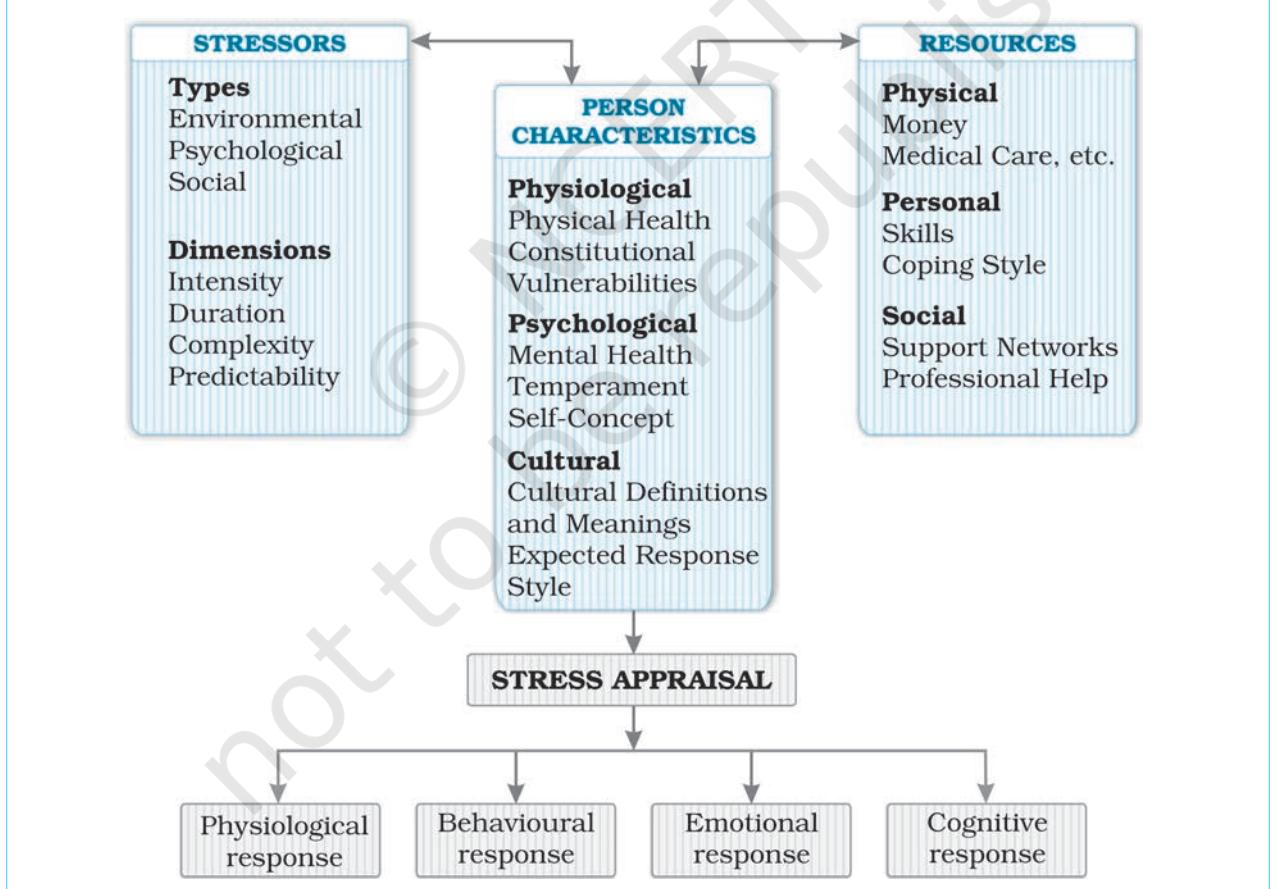 STRESSORS
Types
Environmental
Psychological
Social
Dimensions
Intensity
Duration
Complexity
Predictability
PERSON
CHARACTERISTICS
Physiological
Physical Health
Constitutional
Vulnerabilities
Psychological
Mental Health
Temperament
Self-Concept
Cultural
Cultural Definitions
and Meanings
Expected Response
Style
RESOURCES
Physical
Money
Medical Care, etc.
Personal
Skills
Coping Style
Social
Support Networks
Professional Help
STRESS APPRAISAL
Physiological
response
Behavioural
response
Emotional
response
Cognitive
response
© NCERT
not to be republis